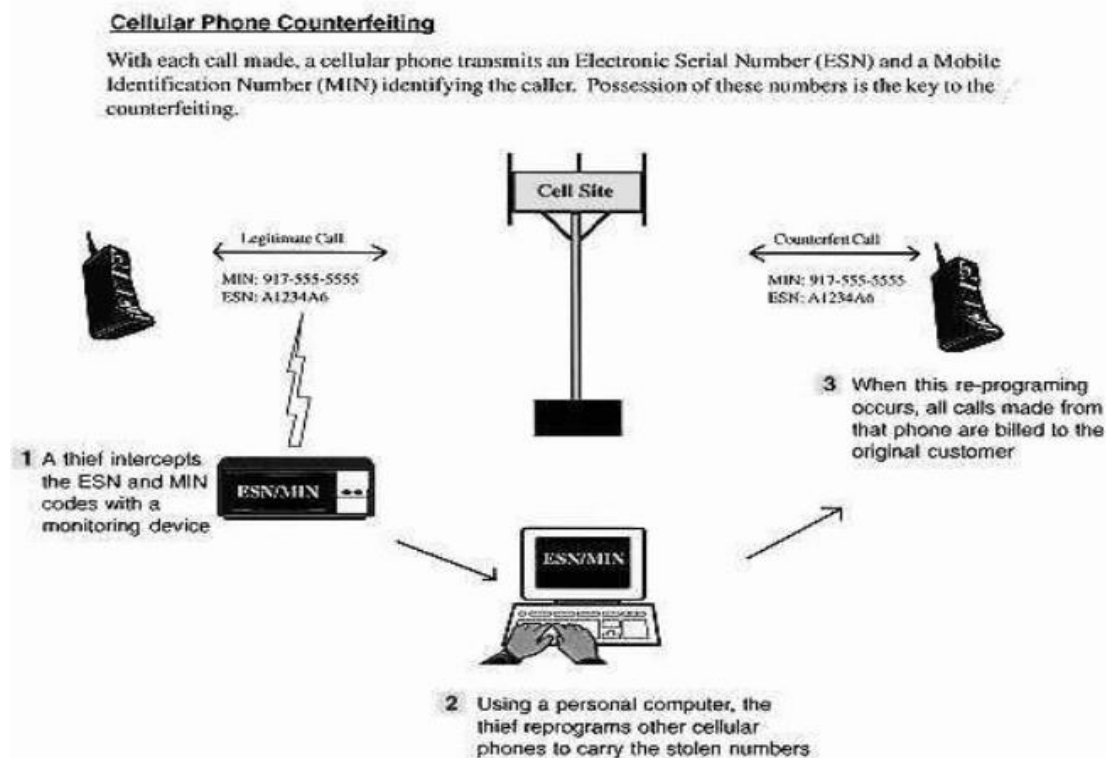 Cellular Phone Counterfeiting
With each call made, a cellular phone transmits an Electronic Serial Number (ESN) and a Mobile
Identification Number (MIN) identifying the caller. Possession of these numbers is the key to the
counterfeiting.
Cell Site
Legitimate Call
MIN: 917-555-5555
ESN: A1234A6
Counterfeit Call
MIN: 917-555-5555
ESN: A1234A6
1 A thief intercepts
the ESN and MIN
codes with a
monitoring device
ESN/MIN
ESN/MIN
2 Using a personal computer, the
thief reprograms other cellular
phones to carry the stolen numbers
3 When this re-programing
occurs, all calls made from
that phone are billed to the
original customer